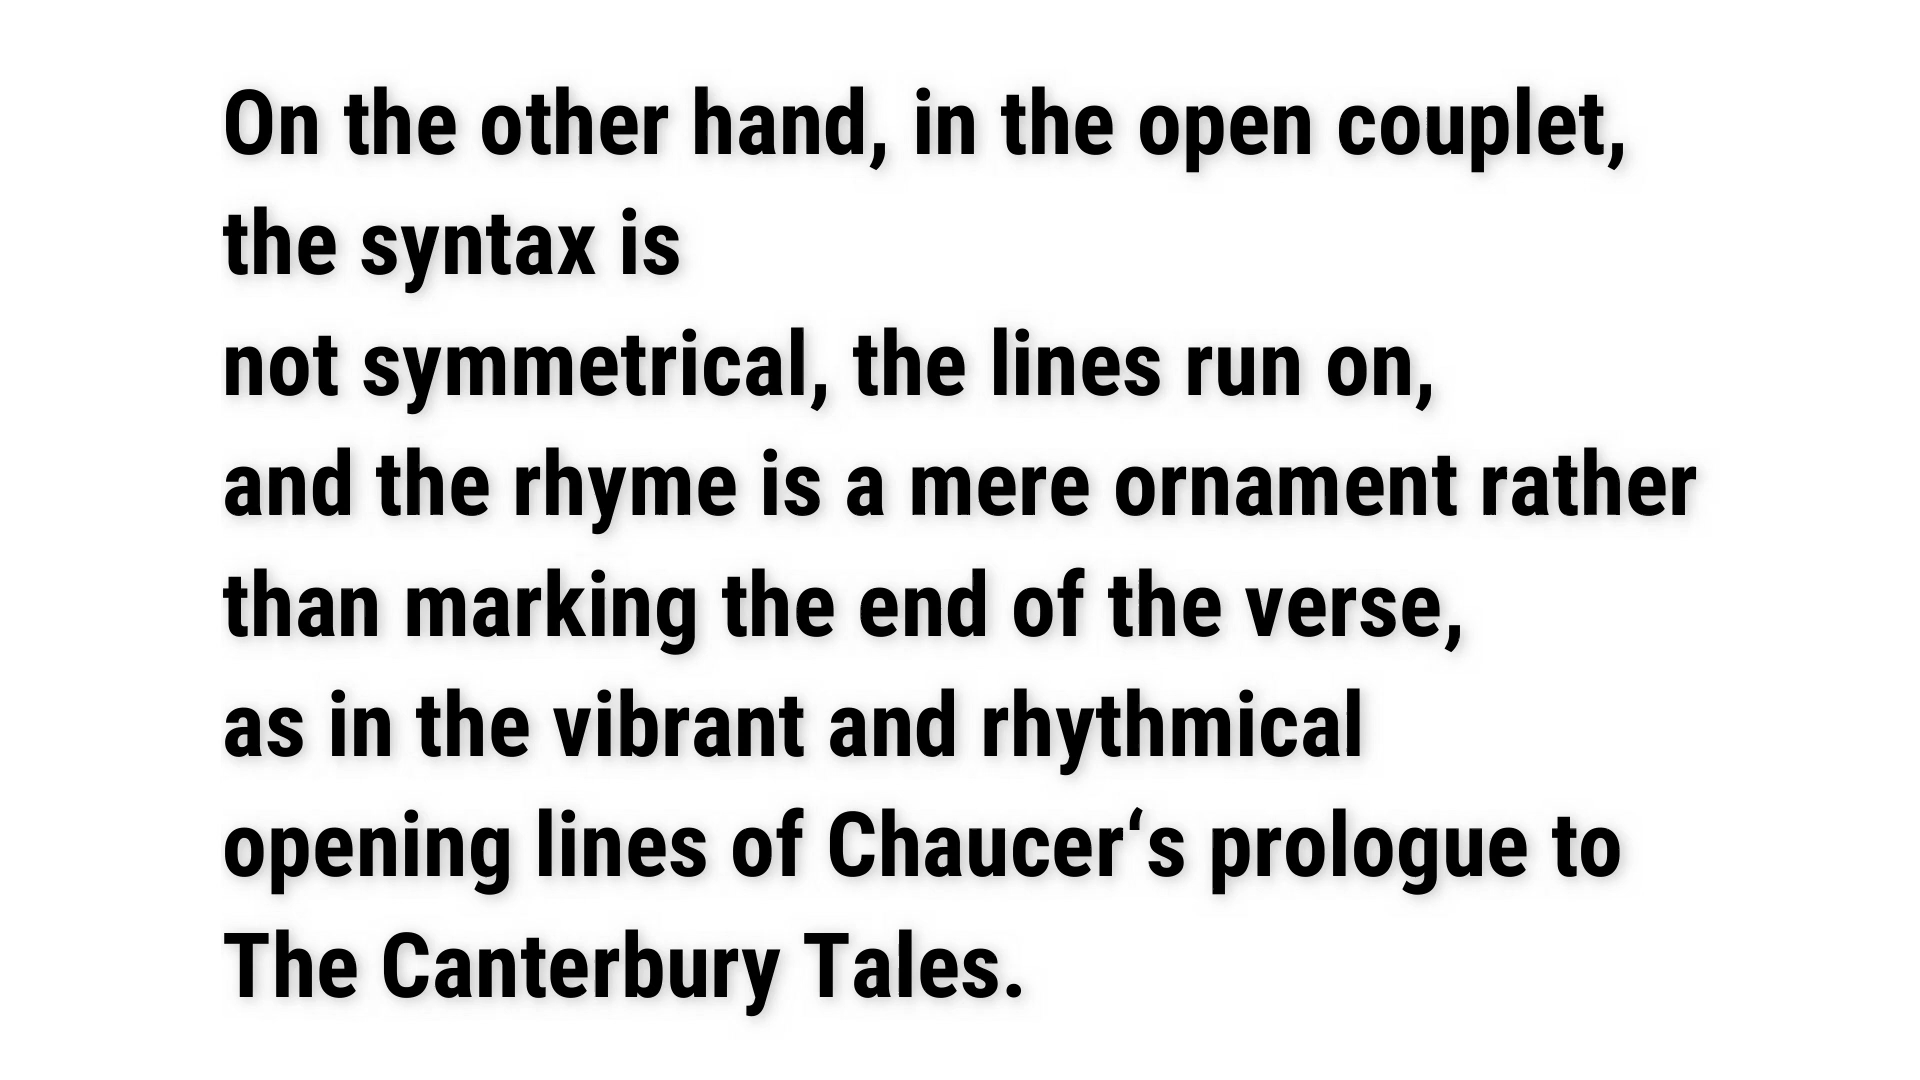 On the other hand, in the open couplet,
the syntax is
not symmetrical, the lines run on,
and the rhyme is a mere ornament rather
than marking the end of the verse,
as in the vibrant and rhythmical
opening lines of Chaucer‘s prologue to
The Canterbury Tales.